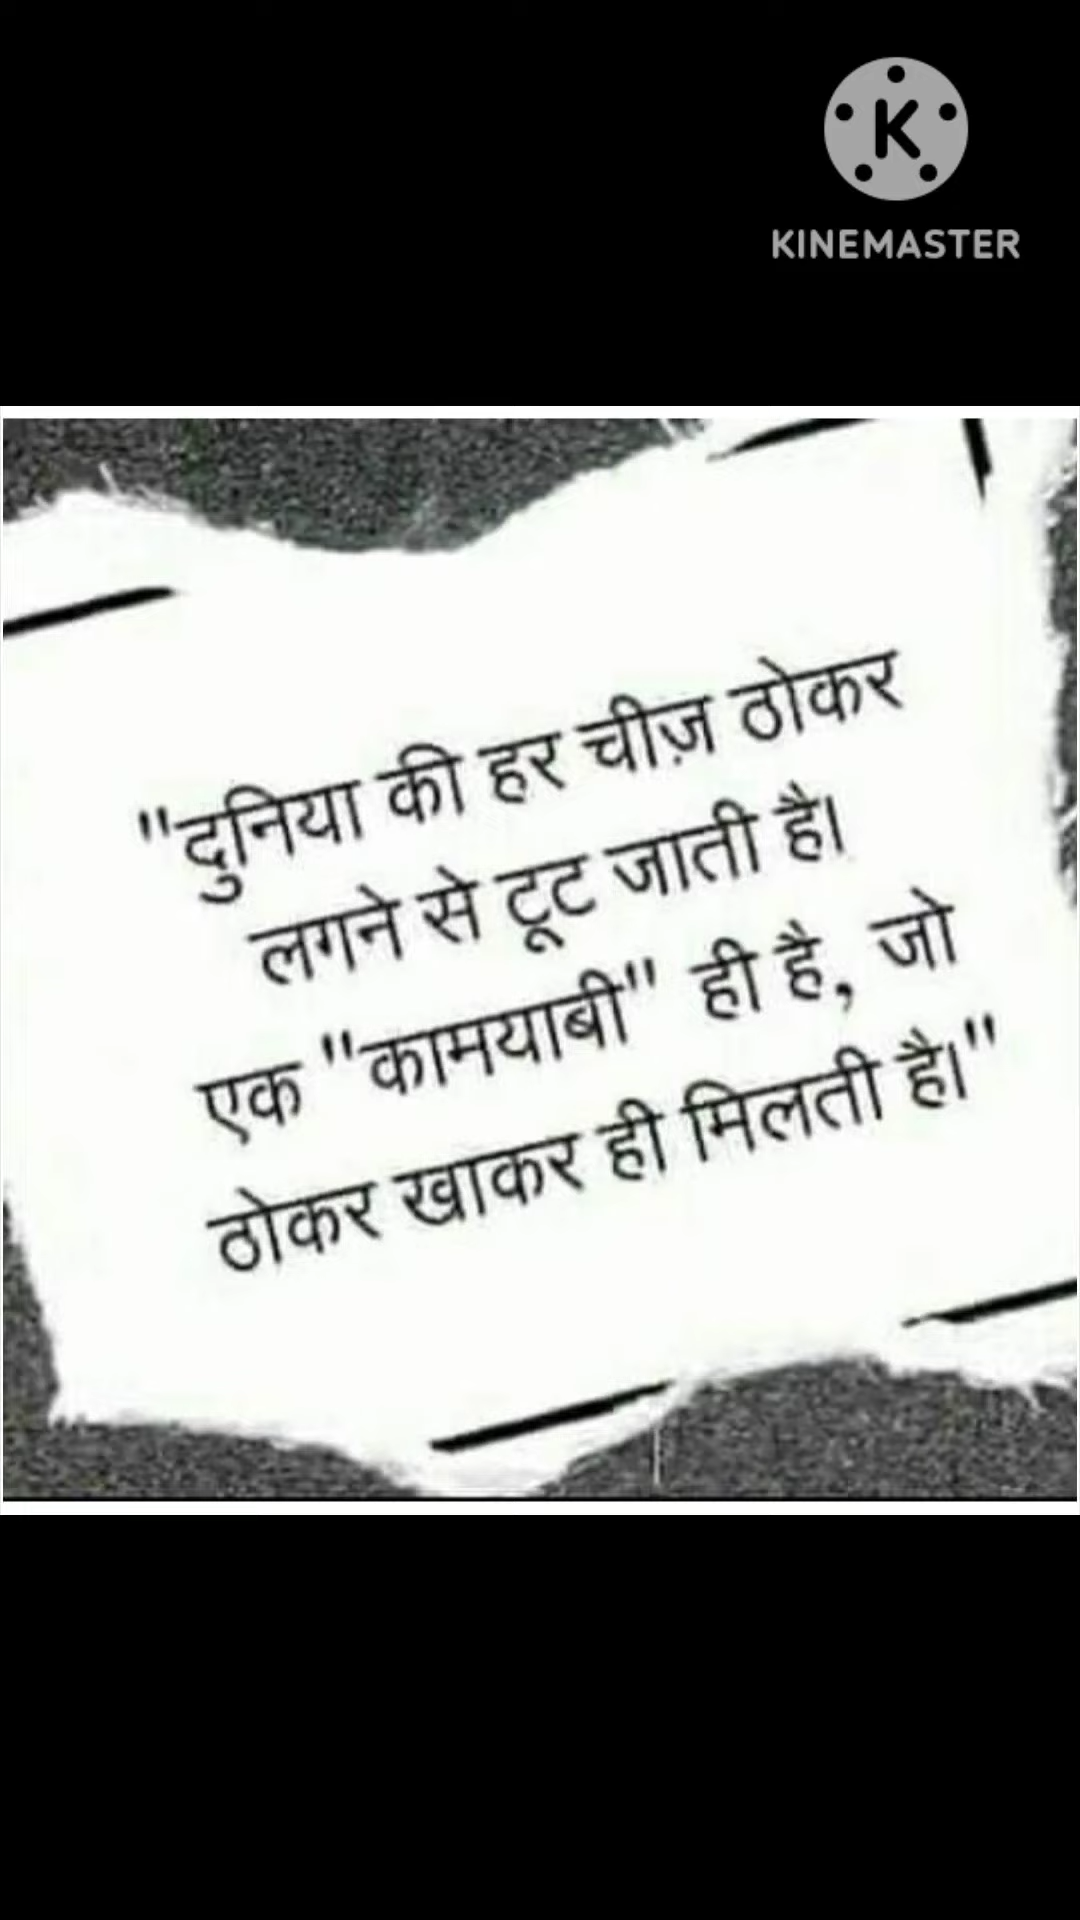 KINEMASTER
"दुनिया की हर चीज़ ठोकर
लगने से टूट जाती है।
एक "कामयाबी" ही है, जो
ठोकर खाकर ही मिलती है।"